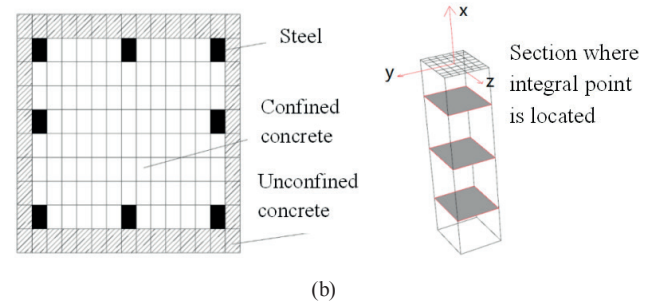 Steel
Confined
concrete
Unconfined
concrete
x
y
z
Section where
integral point
is located
(b)